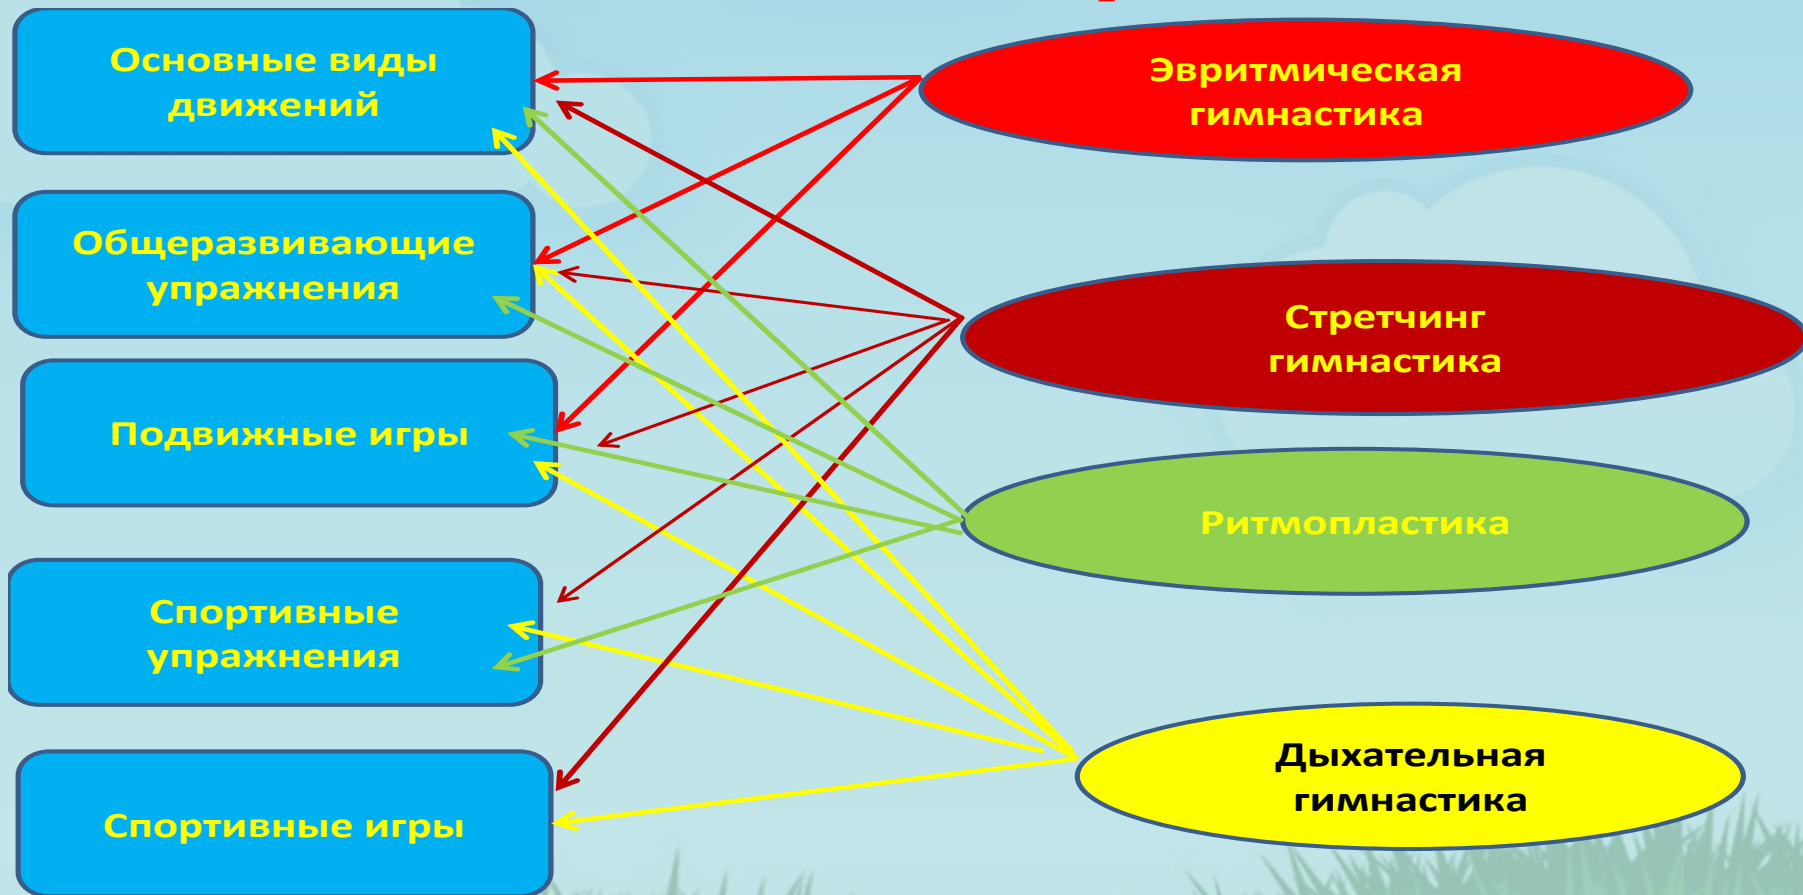 Основные виды
движений
Общеразвивающие
упражнения
Подвижные игры
Спортивные
упражнения
Спортивные игры
Эвритмическая
гимнастика
Стретчинг
гимнастика
Ритмопластика
Дыхательная
гимнастика